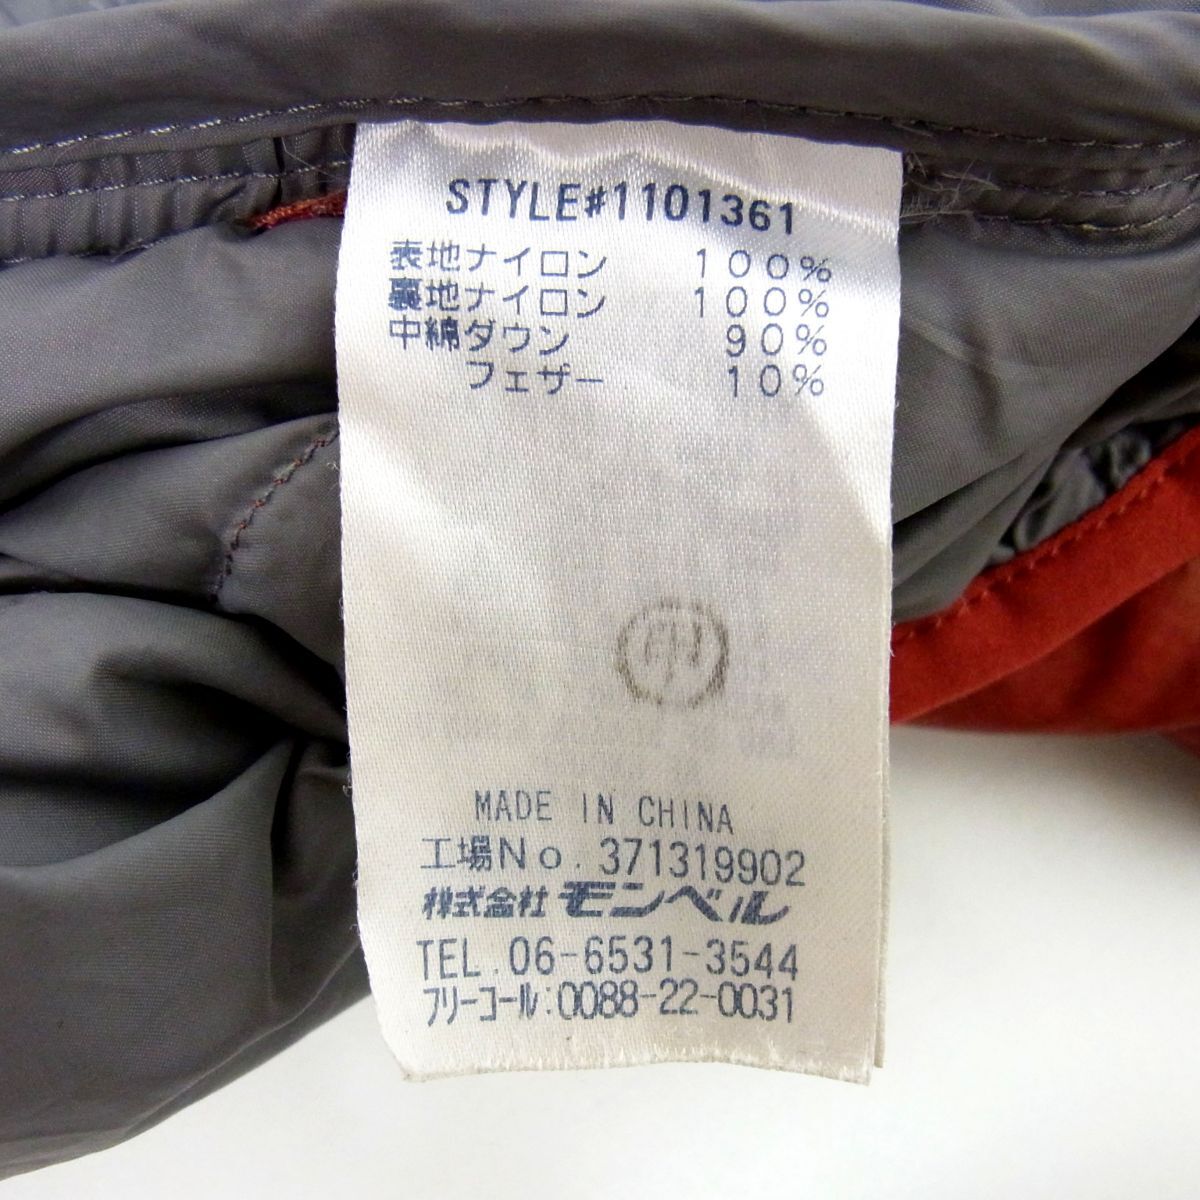 STYLE#1101361
表地ナイロン 100%
裏地ナイロン 100%
中綿ダウン 90%
フェザー 10%
MADE IN CHINA
工場No. 371319902
株式会社 モンベル
TEL. 06-6531-3544
フリーコール:0088-22-0031